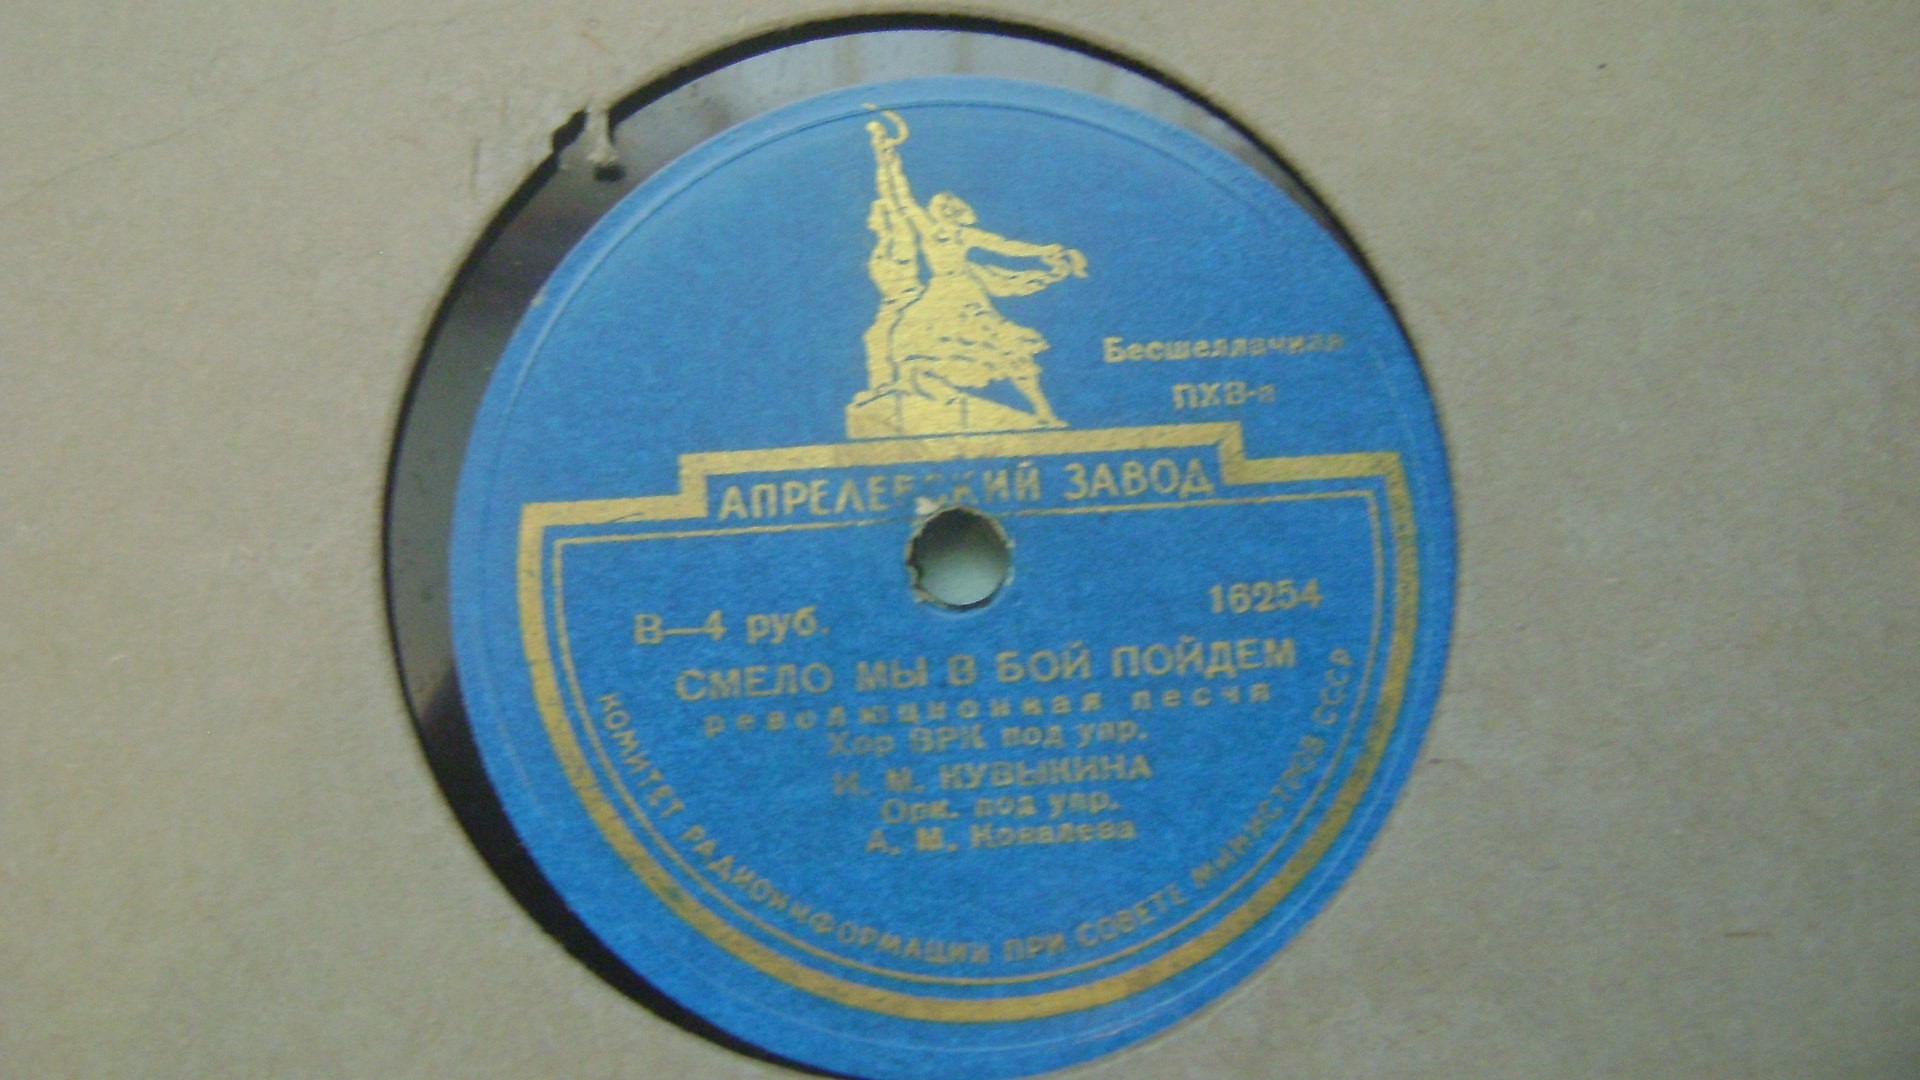 Бесшеллачная
ПХВ-я
АПРЕЛЕВСКИЙ ЗАВОД
В—4 руб.
16254
СМЕЛО МЫ В БОЙ ПОЙДЕМ
революционная песня
Хор ВРК под упр.
И. М. КУВЫКИНА
Орк. под упр.
А. М. Ковалева
КОМИТЕТ РАДИОИНФОРМАЦИИ ПРИ СОВЕТЕ МИНИСТРОВ СССР